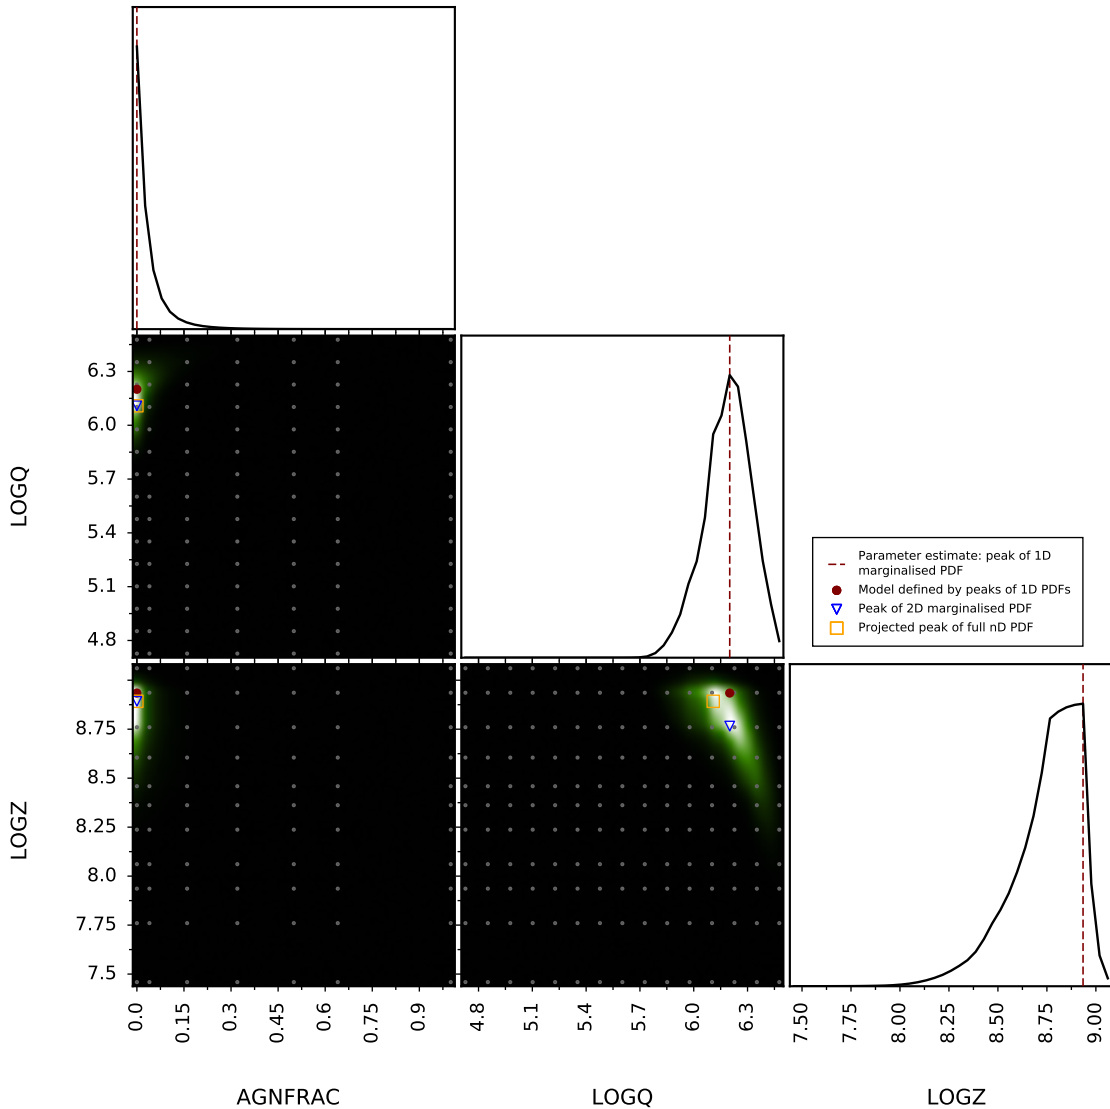 6.3
6.0
5.7
5.4
5.1
4.8
LOGQ
Parameter estimate: peak of 1D
marginalised PDF
Model defined by peaks of 1D PDFs
Peak of 2D marginalised PDF
Projected peak of full nD PDF
8.75
8.5
8.25
8.0
7.75
7.5
LOGZ
0.0 0.15 0.3 0.45 0.6 0.75 0.9
4.8 5.1 5.4 5.7 6.0 6.3
7.50 7.75 8.00 8.25 8.50 8.75 9.00
AGNFRAC LOGQ LOGZ